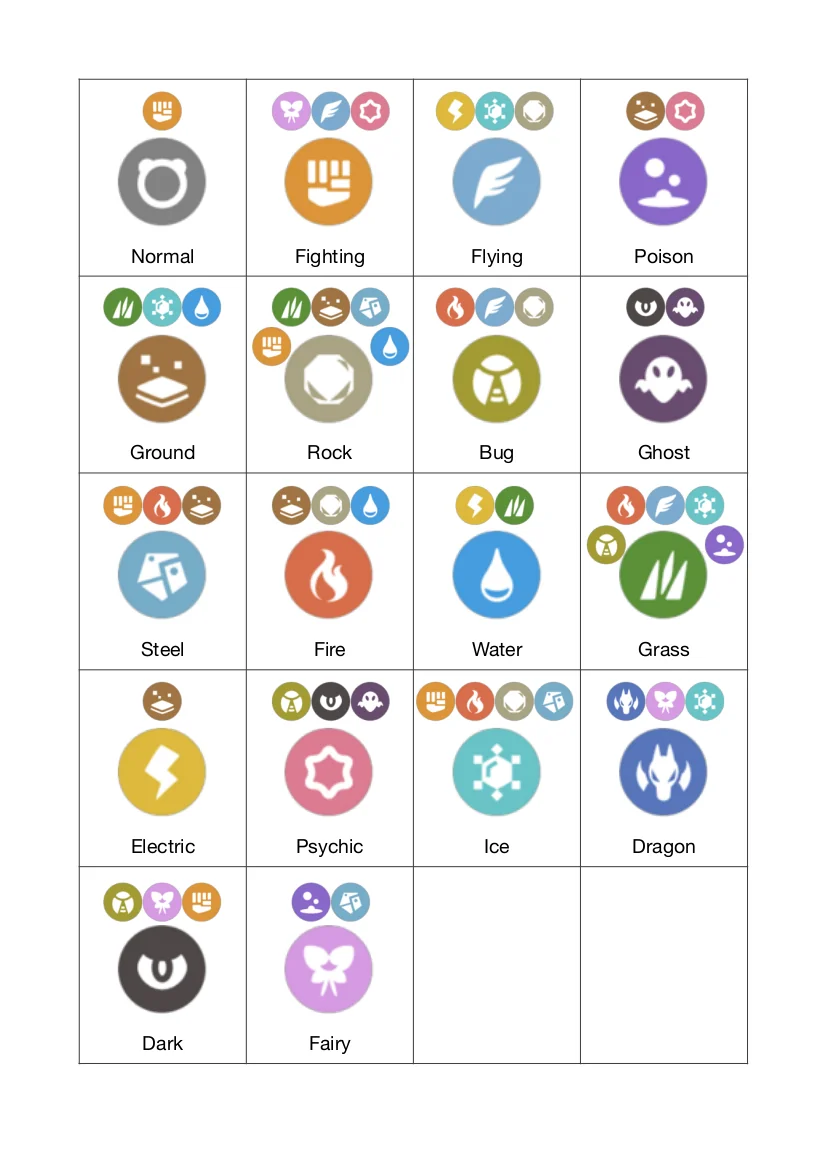 Normal
Fighting
Flying
Poison
Ground
Rock
Bug
Ghost
Steel
Fire
Water
Grass
Electric
Psychic
Ice
Dragon
Dark
Fairy